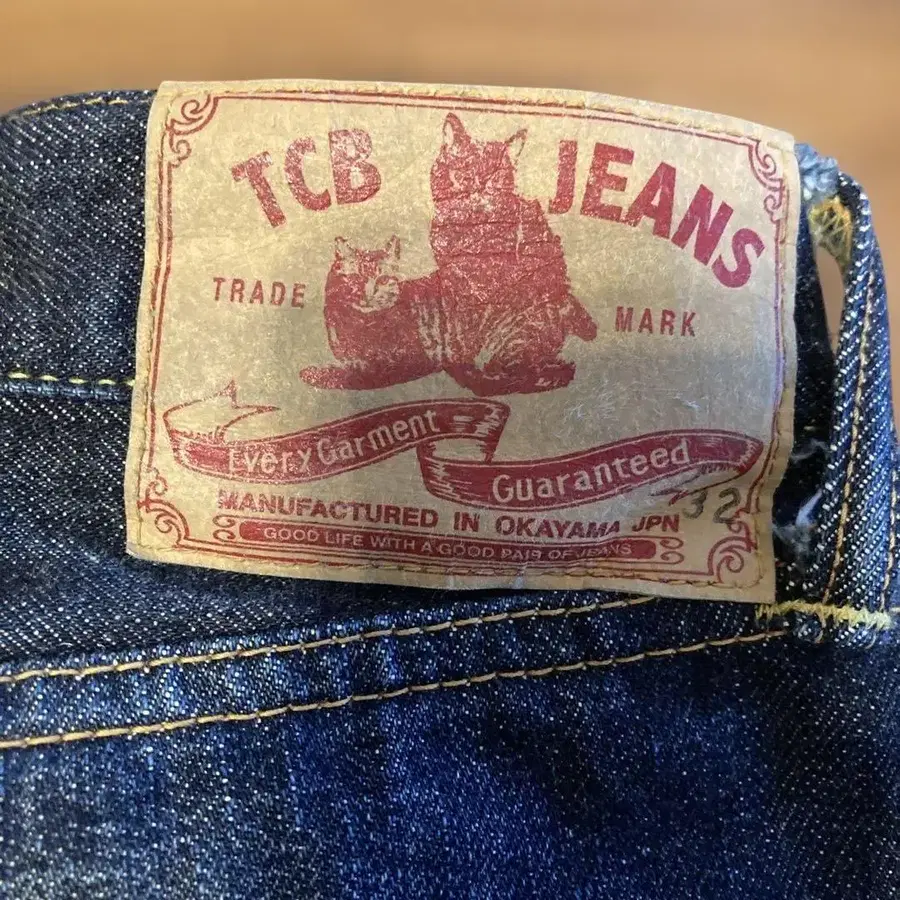 TCB JEANS
TRADE MARK
Every Garment
Guaranteed
32
MANUFACTURED IN OKAYAMA JPN
GOOD LIFE WITH A GOOD PAIR OF JEANS